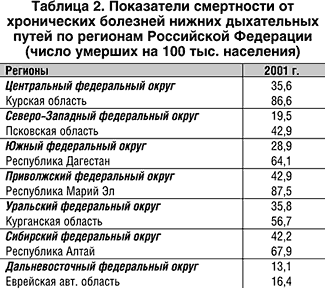 Таблица 2. Показатели смертности от
хронических болезней нижних дыхательных
путей по регионам Российской Федерации
(число умерших на 100 тыс. населения)
Регионы 2001 г.
Центральный федеральный округ 35,6
Курская область 86,6
Северо-Западный федеральный округ 19,5
Псковская область 42,9
Южный федеральный округ 28,9
Республика Дагестан 64,1
Приволжский федеральный округ 42,9
Республика Марий Эл 87,5
Уральский федеральный округ 35,8
Курганская область 56,7
Сибирский федеральный округ 42,2
Республика Алтай 67,9
Дальневосточный федеральный округ 13,1
Еврейская авт. область 16,4